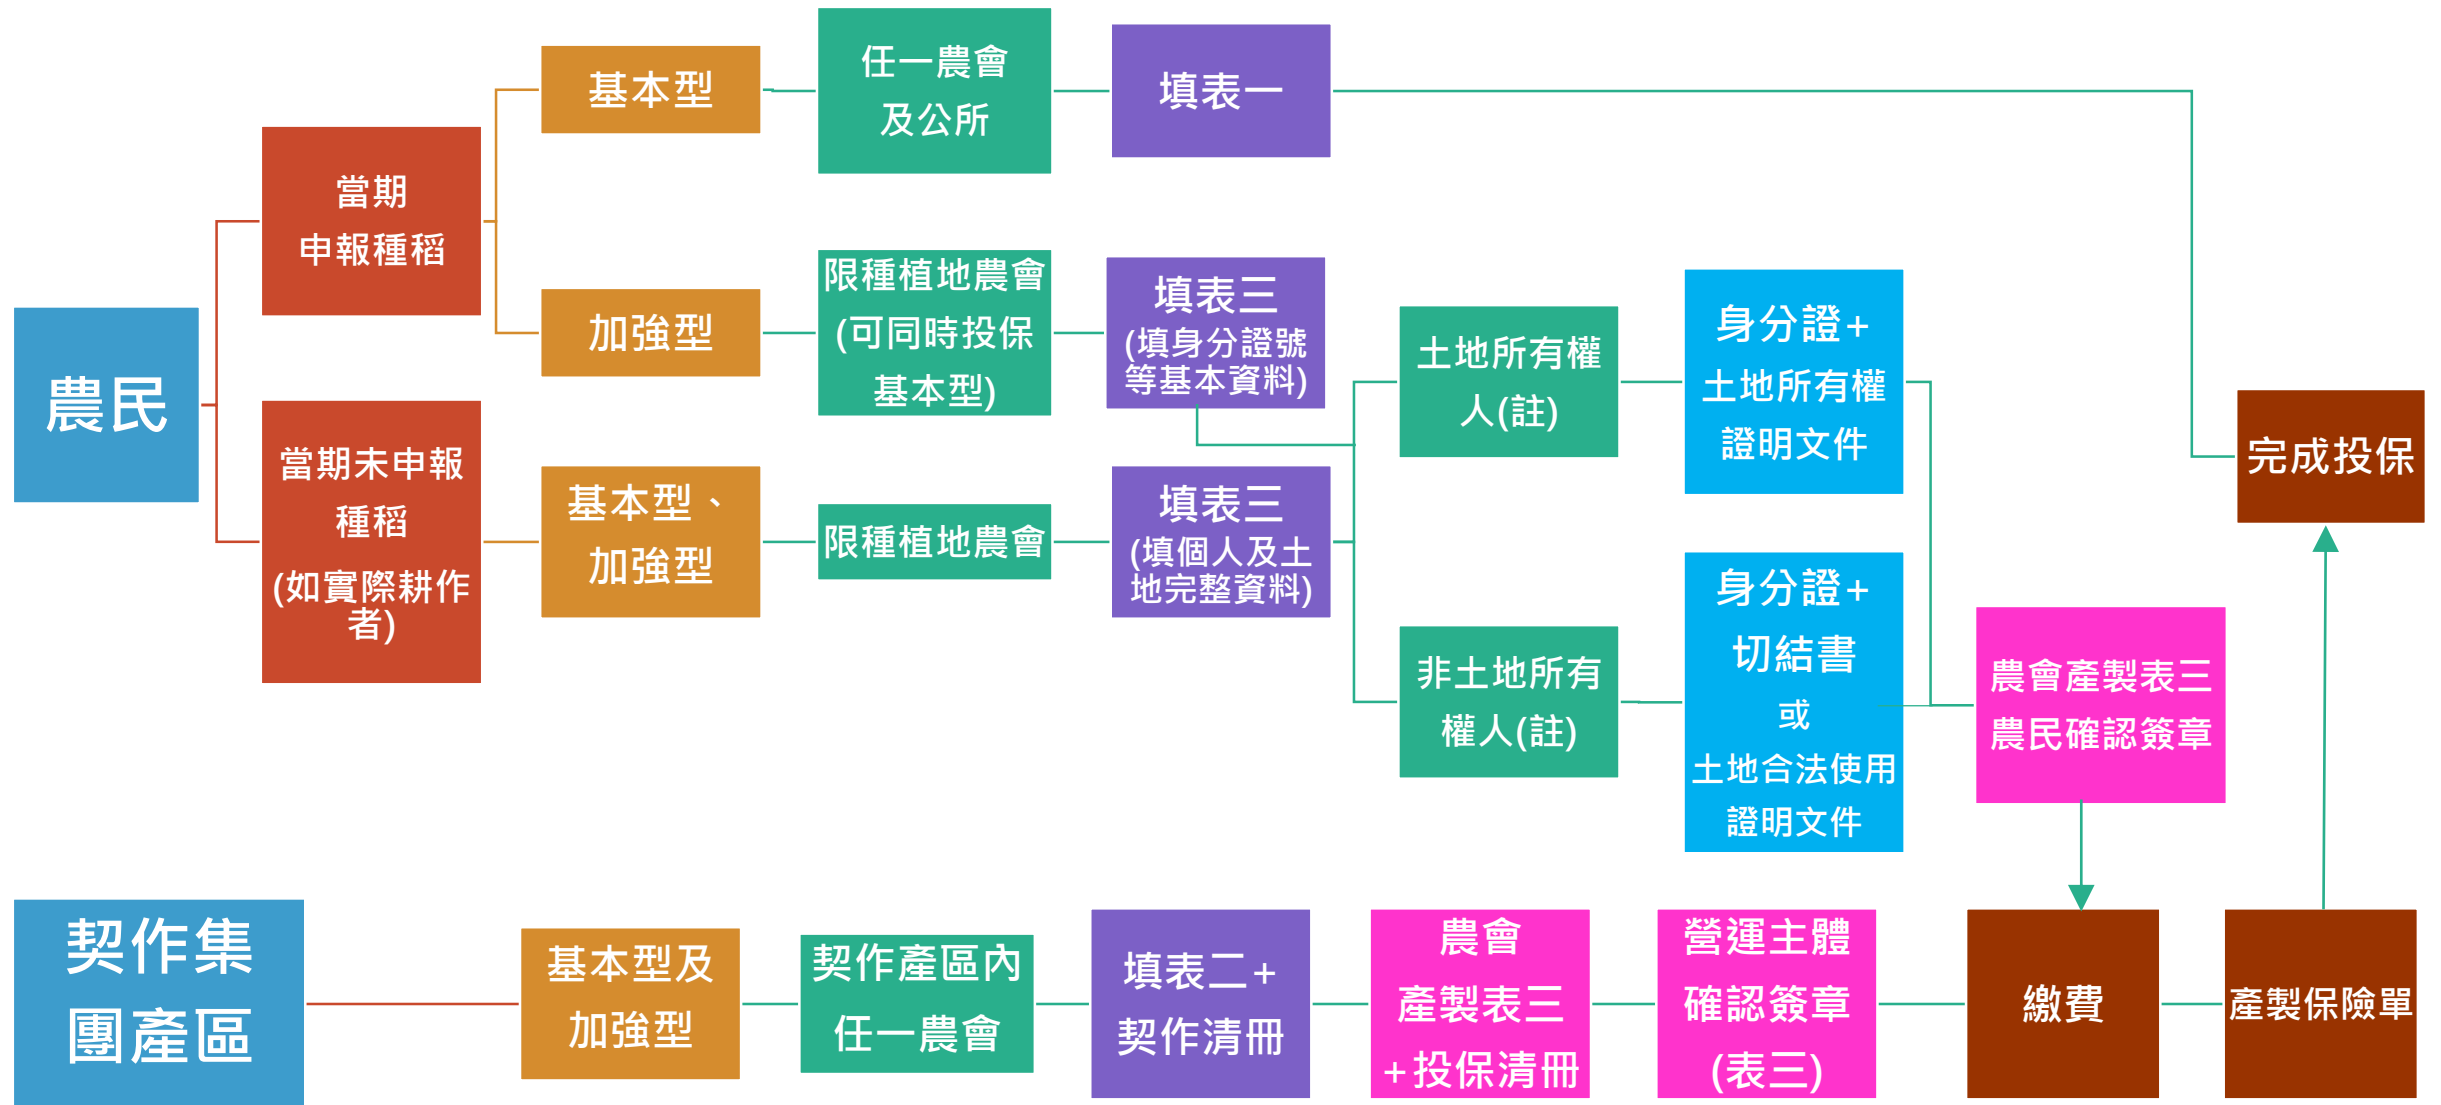 農民
當期
申報種稻
基本型
任一農會
及公所
填表一
加強型
限種植地農會
(可同時投保
基本型)
填表三
(填身分證號
等基本資料)
當期未申報
種稻
(如實際耕作
者)
基本型、
加強型
限種植地農會
填表三
(填個人及土
地完整資料)
土地所有權
人(註)
身分證+
土地所有權
證明文件
非土地所有
權人(註)
身分證+
切結書
或
土地合法使用
證明文件
農會產製表三
農民確認簽章
完成投保
契作集
團產區
基本型及
加強型
契作產區內
任一農會
填表二+
契作清冊
農會
產製表三
+投保清冊
營運主體
確認簽章
(表三)
繳費
產製保險單